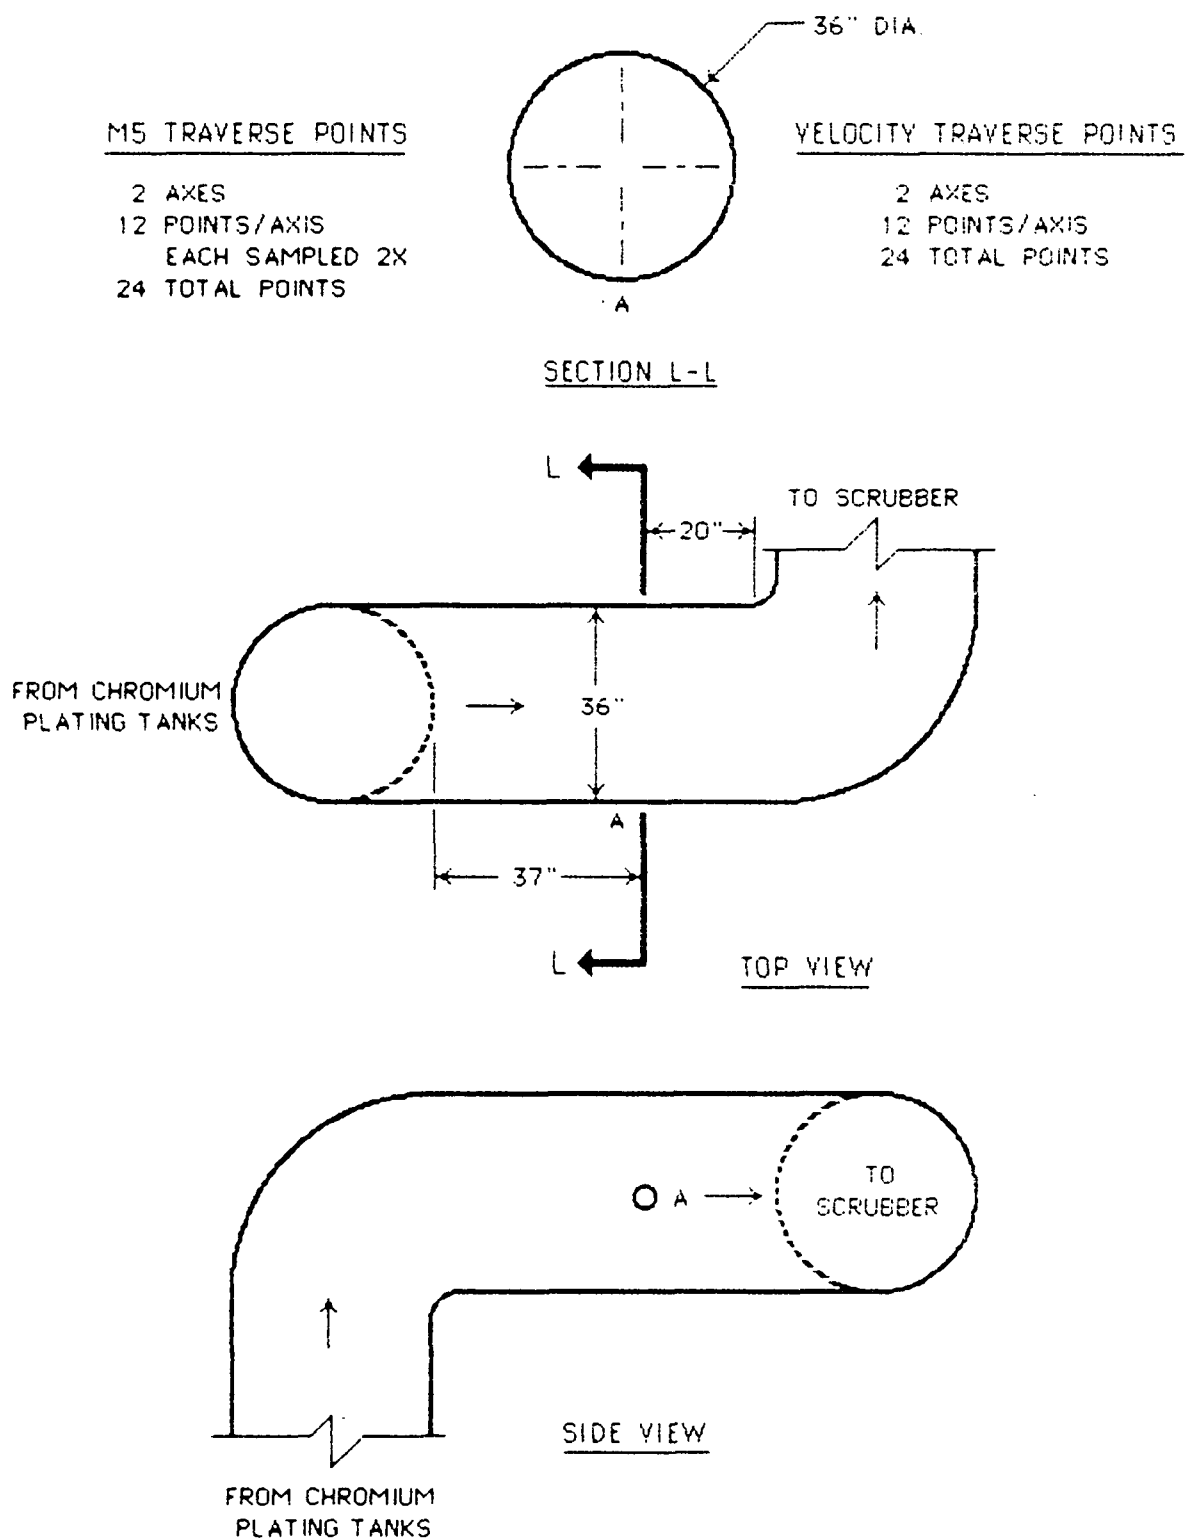 36" DIA.
M5 TRAVERSE POINTS
2 AXES
12 POINTS/AXIS
EACH SAMPLED 2X
24 TOTAL POINTS
VELOCITY TRAVERSE POINTS
2 AXES
12 POINTS/AXIS
24 TOTAL POINTS
A
SECTION L-L
L
20"
TO SCRUBBER
FROM CHROMIUM
PLATING TANKS
36"
A
37"
L
TOP VIEW
A
TO
SCRUBBER
SIDE VIEW
FROM CHROMIUM
PLATING TANKS